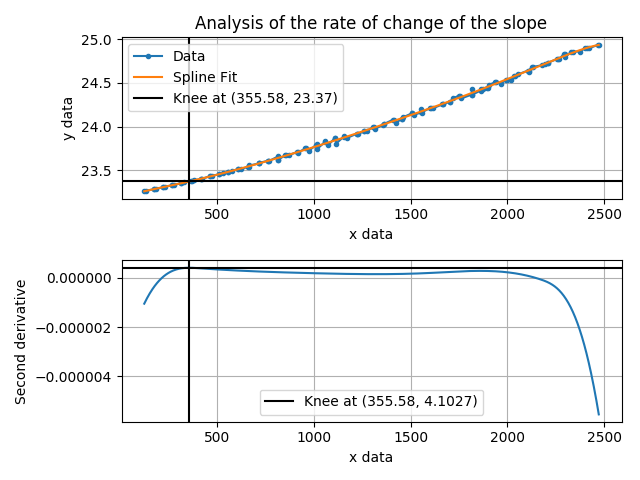 Analysis of the rate of change of the slope
25.0
24.5
24.0
23.5
y data
Data
Spline Fit
Knee at (355.58, 23.37)
500 1000 1500 2000 2500
x data
0.000000
−0.000002
−0.000004
Second derivative
Knee at (355.58, 4.1027)
500 1000 1500 2000 2500
x data